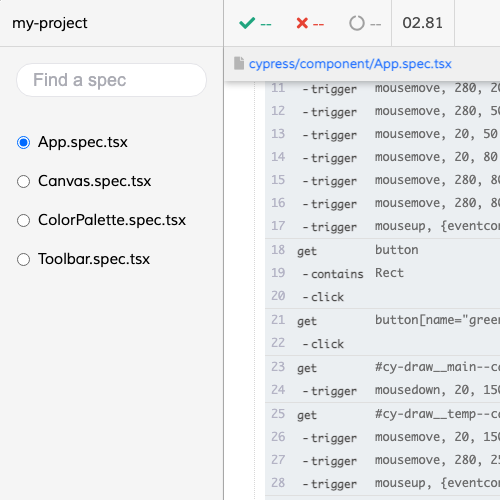 my-project
-- -- -- 02.81
Find a spec
cypress/component/App.spec.tsx
App.spec.tsx
Canvas.spec.tsx
ColorPalette.spec.tsx
Toolbar.spec.tsx
11 -trigger mousemove, 280, 20
12 -trigger mousemove, 280, 50
13 -trigger mousemove, 20, 50
14 -trigger mousemove, 20, 80
15 -trigger mousemove, 280, 80
16 -trigger mousemove, 280, 80
17 -trigger mouseup, {eventcon
18 get button
19 -contains Rect
20 -click
21 get button[name="green
22 -click
23 get #cy-draw__main--ca
24 -trigger mousedown, 20, 150
25 get #cy-draw__temp--ca
26 -trigger mousemove, 20, 150
27 -trigger mousemove, 280, 25
28 -trigger mouseup, {eventcon